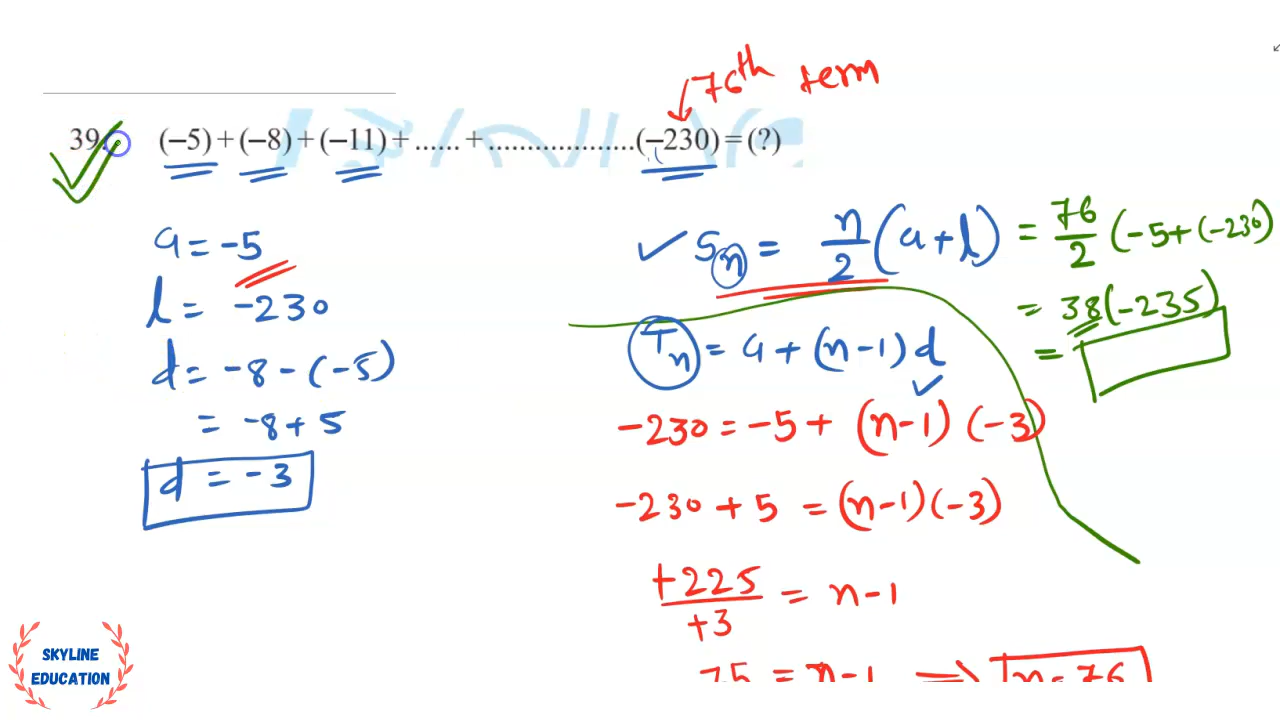 76th term
39. (–5) + (–8) + (–11) + ...... + ....................(–230) = (?)
a = -5
l = -230
d = -8 - (-5)
= -8 + 5
d = -3
✓ Sn = n/2 (a + l) = 76/2 (-5 + (-230)
= 38(-235)
=
Tn = a + (n-1) d
-230 = -5 + (n-1) (-3)
-230 + 5 = (n-1) (-3)
+225/+3 = n-1
75 = n-1 ⇒ n = 76
SKYLINE
EDUCATION